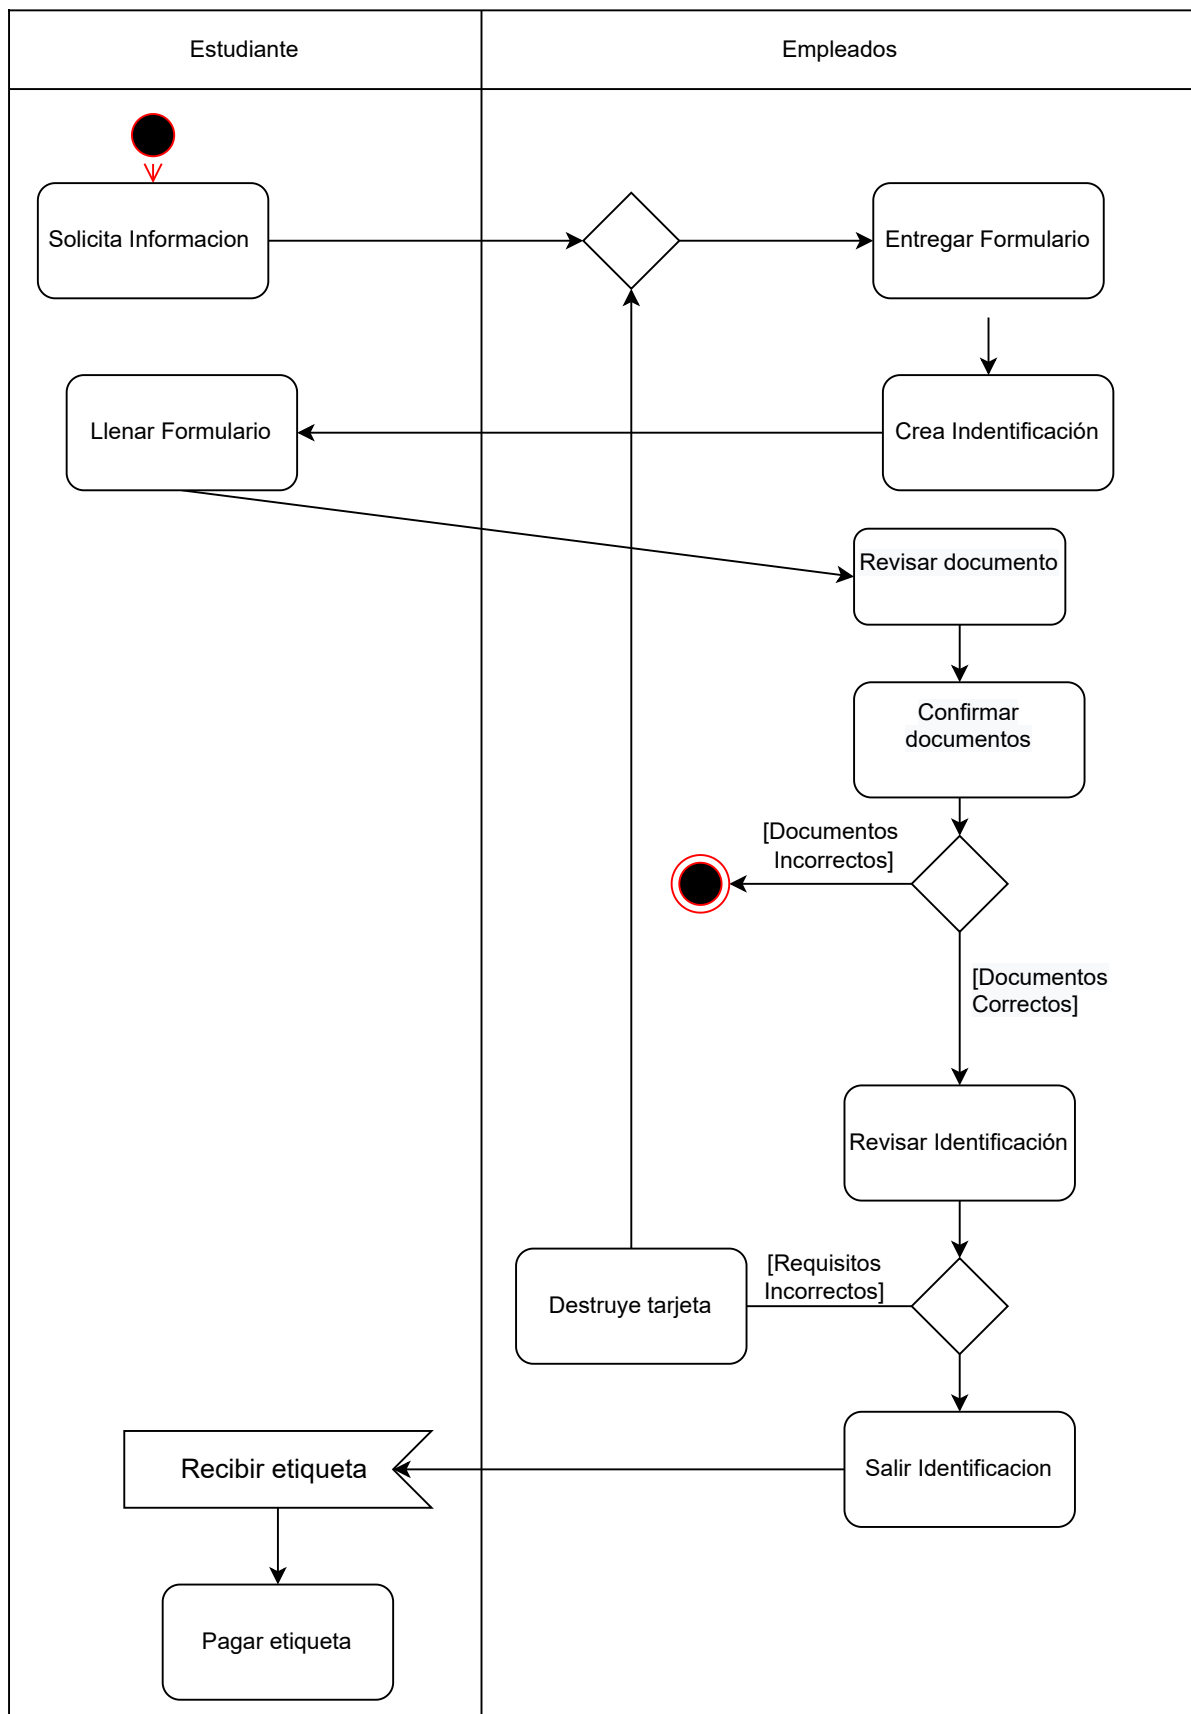 Estudiante
Empleados
Solicita Informacion
Entregar Formulario
Llenar Formulario
Crea Indentificación
Revisar documento
Confirmar
documentos
[Documentos
Incorrectos]
[Documentos
Correctos]
Revisar Identificación
[Requisitos
Incorrectos]
Destruye tarjeta
Recibir etiqueta
Salir Identificacion
Pagar etiqueta